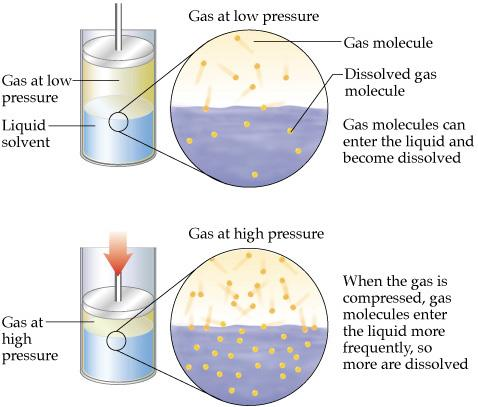 Gas at low pressure
Gas molecule
Gas at low
pressure
Dissolved gas
molecule
Liquid
solvent
Gas molecules can
enter the liquid and
become dissolved
Gas at high pressure
Gas at
high
pressure
When the gas is
compressed, gas
molecules enter
the liquid more
frequently, so
more are dissolved